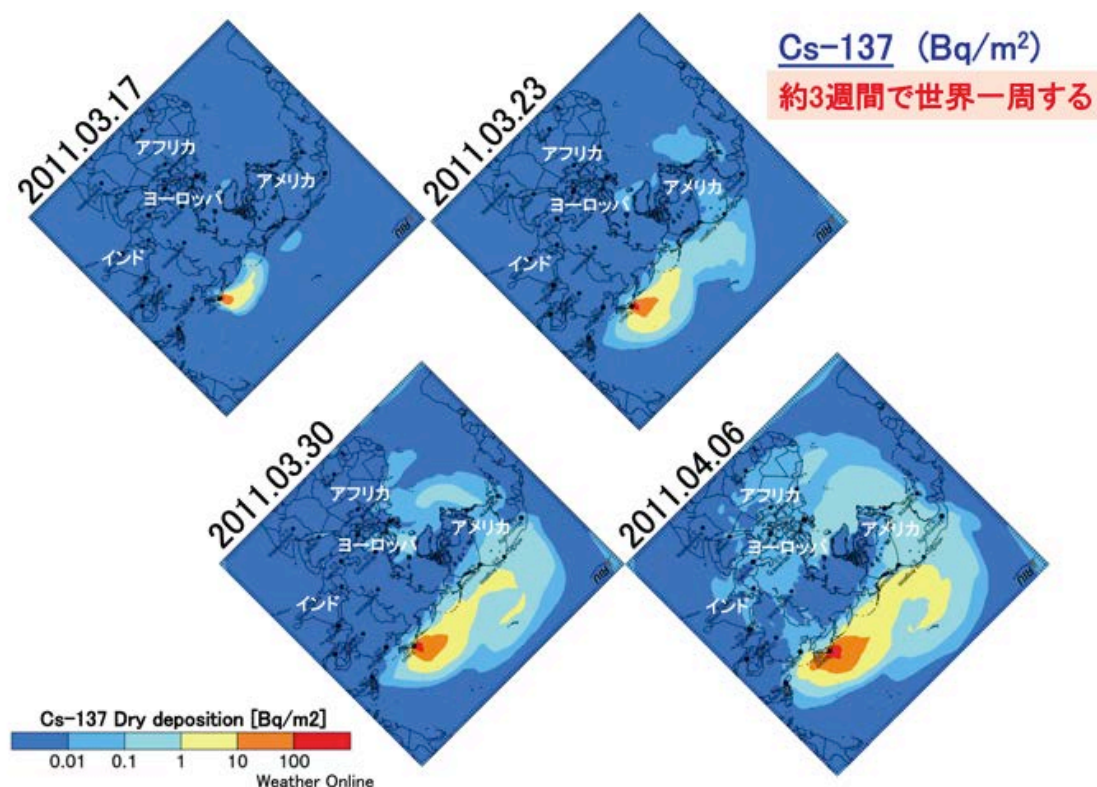 Cs-137 (Bq/m²)
約3週間で世界一周する
2011.03.17
アフリカ
ヨーロッパ
アメリカ
インド
RIU
2011.03.23
アフリカ
ヨーロッパ
アメリカ
インド
RIU
2011.03.30
アフリカ
ヨーロッパ
アメリカ
インド
RIU
2011.04.06
アフリカ
ヨーロッパ
アメリカ
インド
RIU
Cs-137 Dry deposition [Bq/m2]
0.01 0.1 1 10 100
Weather Online